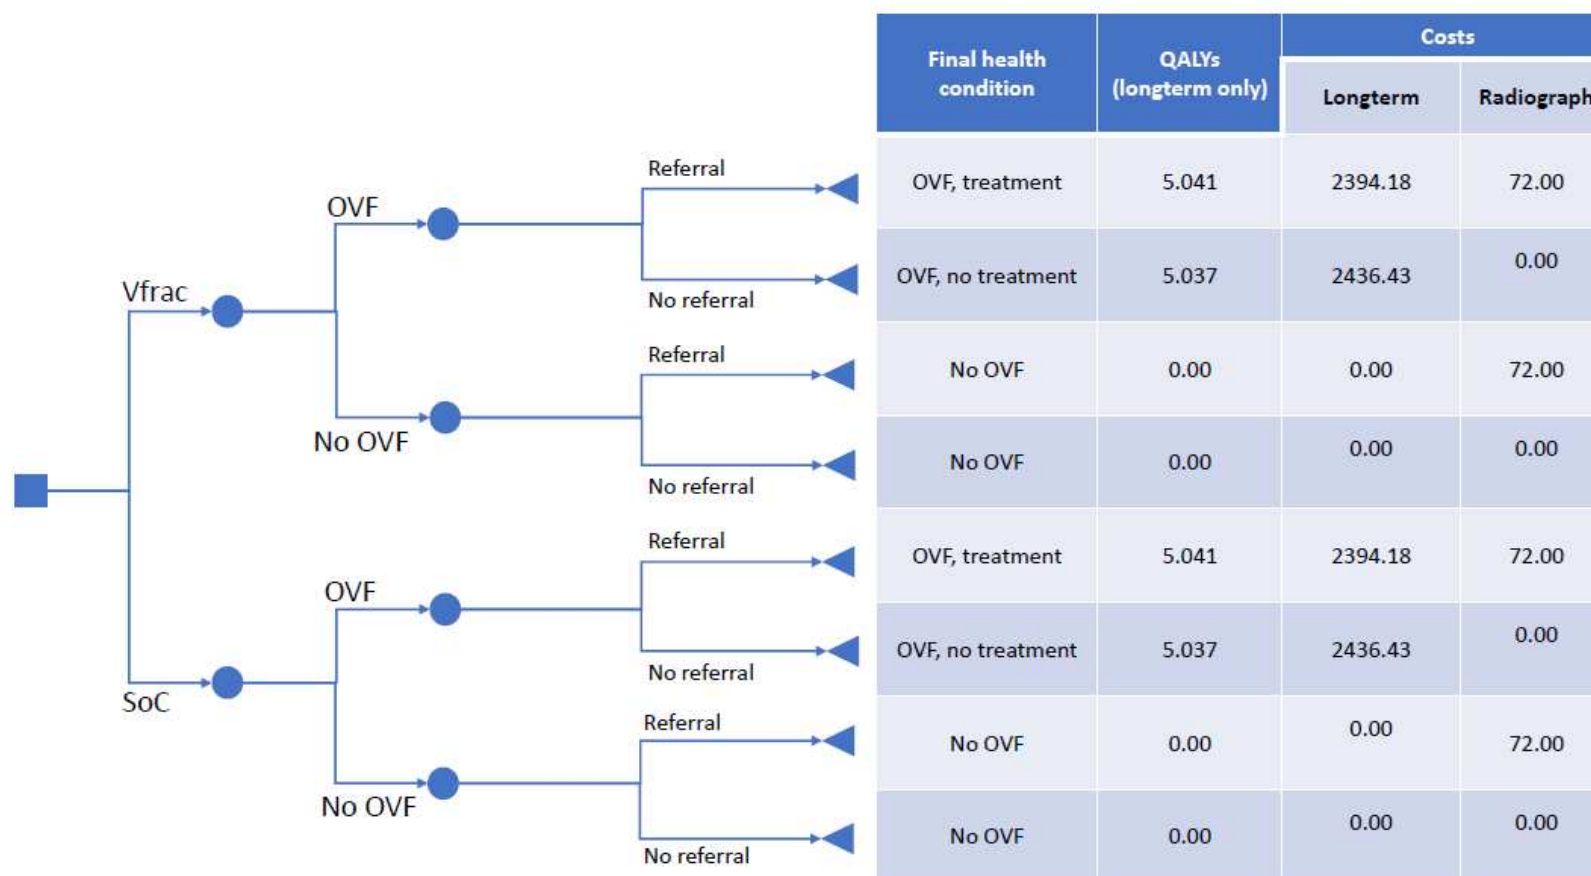 Final health condition
QALYs (longterm only)
Costs
Longterm
Radiograph
Vfrac
OVF
Referral
OVF, treatment
5.041
2394.18
72.00
No referral
OVF, no treatment
5.037
2436.43
0.00
No OVF
Referral
No OVF
0.00
0.00
72.00
No referral
No OVF
0.00
0.00
0.00
SoC
OVF
Referral
OVF, treatment
5.041
2394.18
72.00
No referral
OVF, no treatment
5.037
2436.43
0.00
No OVF
Referral
No OVF
0.00
0.00
72.00
No referral
No OVF
0.00
0.00
0.00